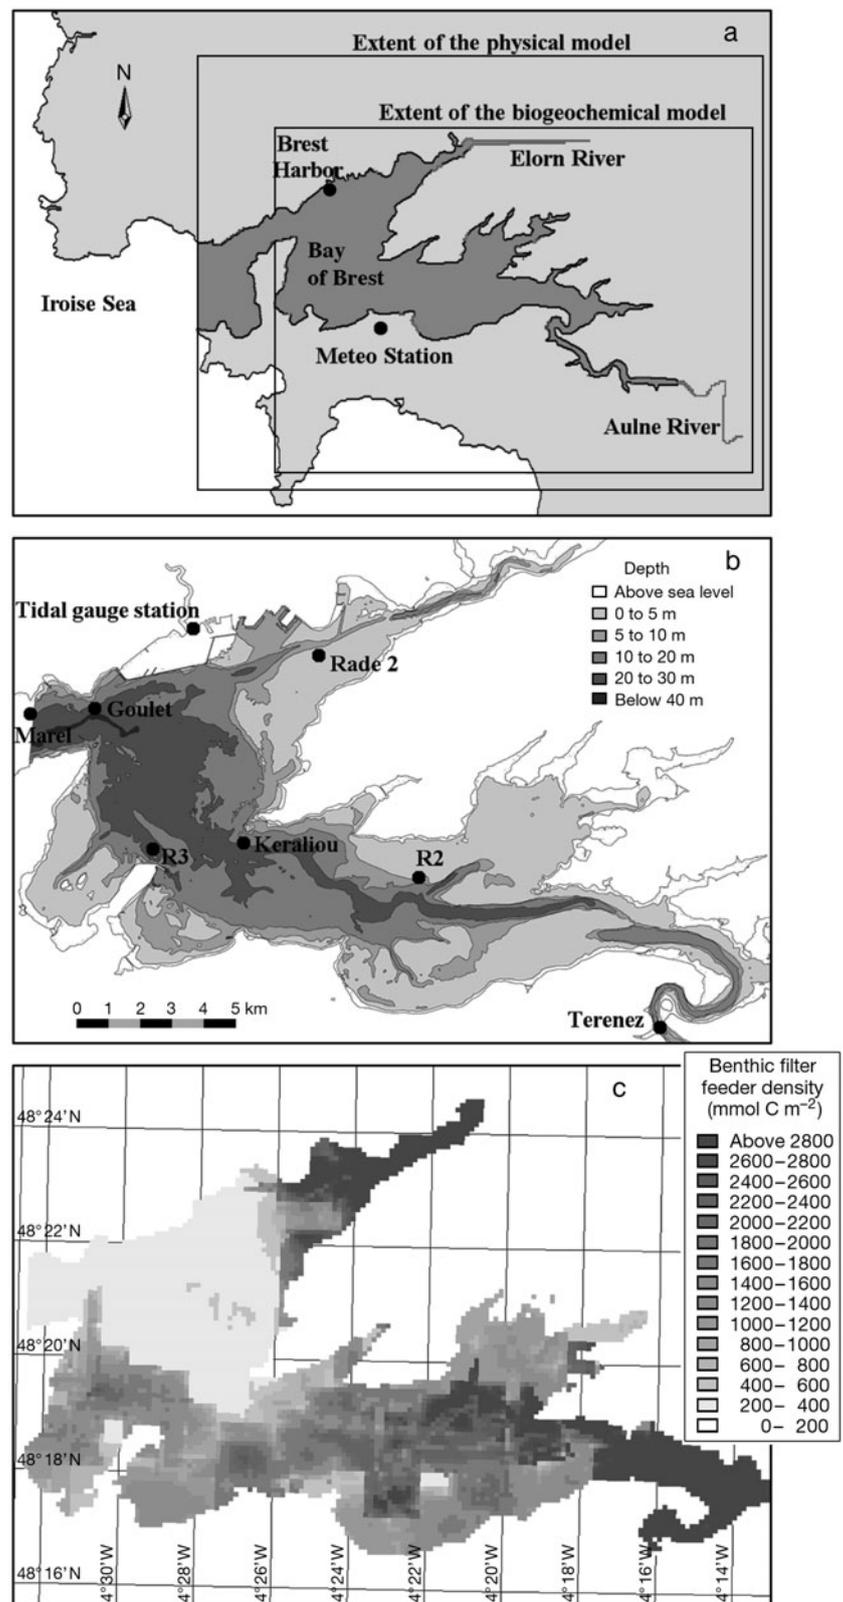 a
Extent of the physical model
N
Extent of the biogeochemical model
Brest
Harbor
Elorn River
Bay
of Brest
Iroise Sea
Meteo Station
Aulne River
b
Depth
Above sea level
0 to 5 m
5 to 10 m
10 to 20 m
20 to 30 m
Below 40 m
Tidal gauge station
Rade 2
Goulet
Marel
Keraliou
R3
R2
0 1 2 3 4 5 km
Terenez
c
Benthic filter
feeder density
(mmol C m−2)
Above 2800
2600–2800
2400–2600
2200–2400
2000–2200
1800–2000
1600–1800
1400–1600
1200–1400
1000–1200
800–1000
600– 800
400– 600
200– 400
0– 200
48°24'N
48°22'N
48°20'N
48°18'N
48°16'N
4°30'W
4°28'W
4°26'W
4°24'W
4°22'W
4°20'W
4°18'W
4°16'W
4°14'W